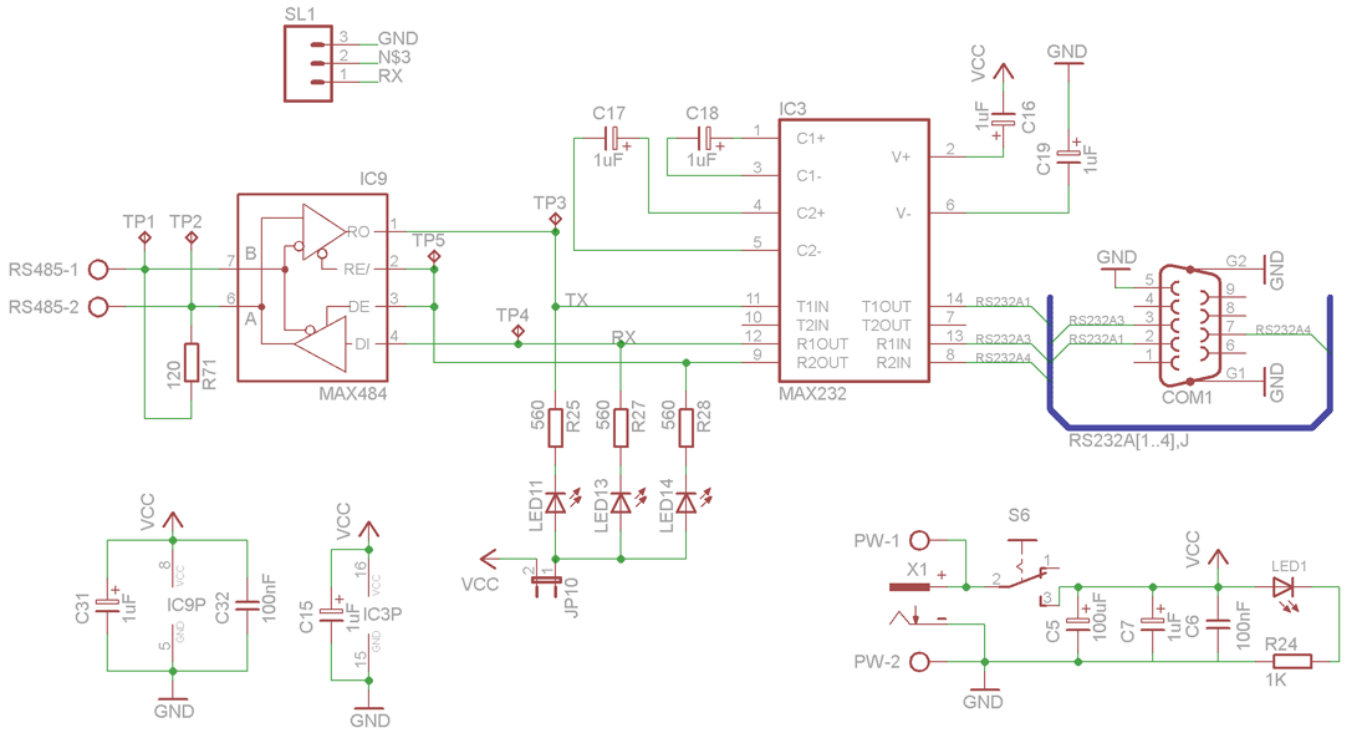 SL1
3 GND
2 N$3
1 RX
IC9
TP1
TP2
RS485-1
RS485-2
7 B
6 A
RO 1
RE/ 2
DE 3
DI 4
120
R71
MAX484
TP5
TP3
TP4
TX
RX
C17
1uF
C18
1uF
IC3
1 C1+
3 C1-
4 C2+
5 C2-
V+ 2
V- 6
11 T1IN
10 T2IN
12 R1OUT
9 R2OUT
T1OUT 14
T2OUT 7
R1IN 13
R2IN 8
MAX232
VCC
1uF
C16
GND
C19
1uF
RS232A1
RS232A3
RS232A4
RS232A3
RS232A1
GND
5
4
3
2
1
9
8
7
6
G2
GND
G1
GND
RS232A4
COM1
RS232A[1..4],J
560
R25
560
R27
560
R28
LED11
LED13
LED14
VCC
2
1
JP10
VCC
C31
1uF
8
VCC
IC9P
5
GND
C32
100nF
GND
VCC
C15
1uF
16
VCC
IC3P
15
GND
GND
PW-1
X1
+
-
PW-2
S6
2
1
3
GND
C5
100uF
C7
1uF
C6
100nF
VCC
LED1
R24
1K